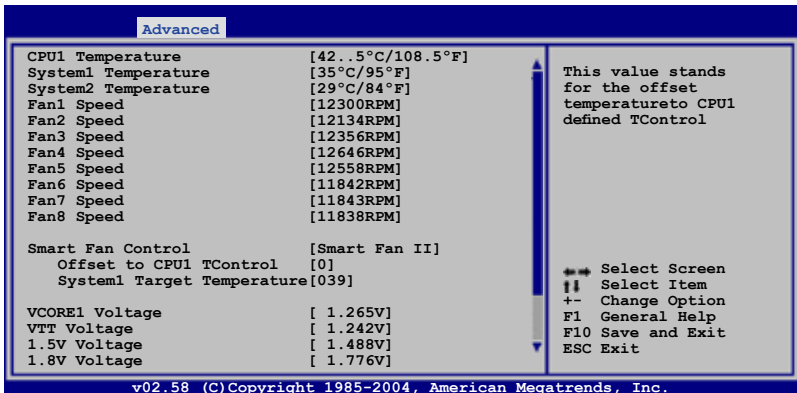 Advanced
CPU1 Temperature [42..5°C/108.5°F]
System1 Temperature [35°C/95°F]
System2 Temperature [29°C/84°F]
Fan1 Speed [12300RPM]
Fan2 Speed [12134RPM]
Fan3 Speed [12356RPM]
Fan4 Speed [12646RPM]
Fan5 Speed [12558RPM]
Fan6 Speed [11842RPM]
Fan7 Speed [11843RPM]
Fan8 Speed [11838RPM]
Smart Fan Control [Smart Fan II]
Offset to CPU1 TControl [0]
System1 Target Temperature[039]
VCORE1 Voltage [ 1.265V]
VTT Voltage [ 1.242V]
1.5V Voltage [ 1.488V]
1.8V Voltage [ 1.776V]
This value stands
for the offset
temperatureto CPU1
defined TControl
Select Screen
Select Item
+- Change Option
F1 General Help
F10 Save and Exit
ESC Exit
v02.58 (C)Copyright 1985-2004, American Megatrends, Inc.